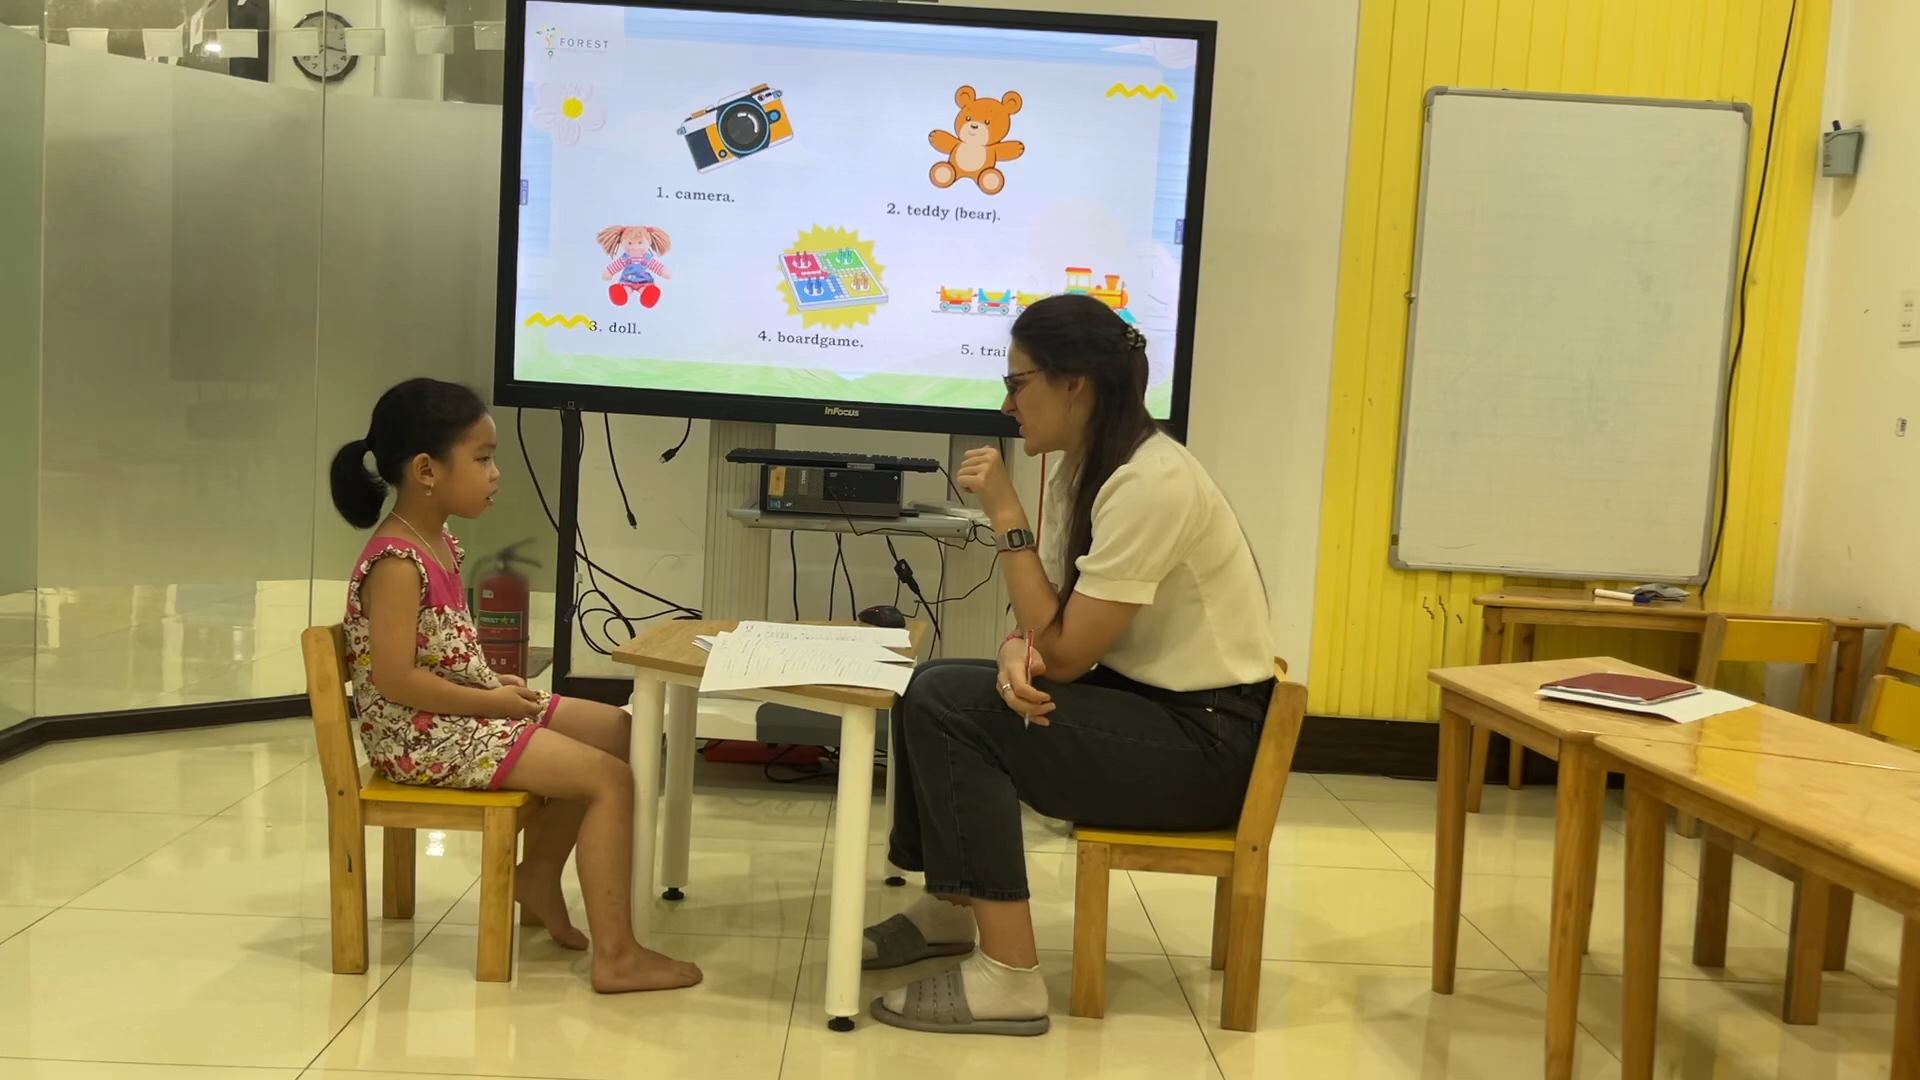 FOREST
1. camera.
2. teddy (bear).
3. doll.
4. boardgame.
5. trai
InFocus